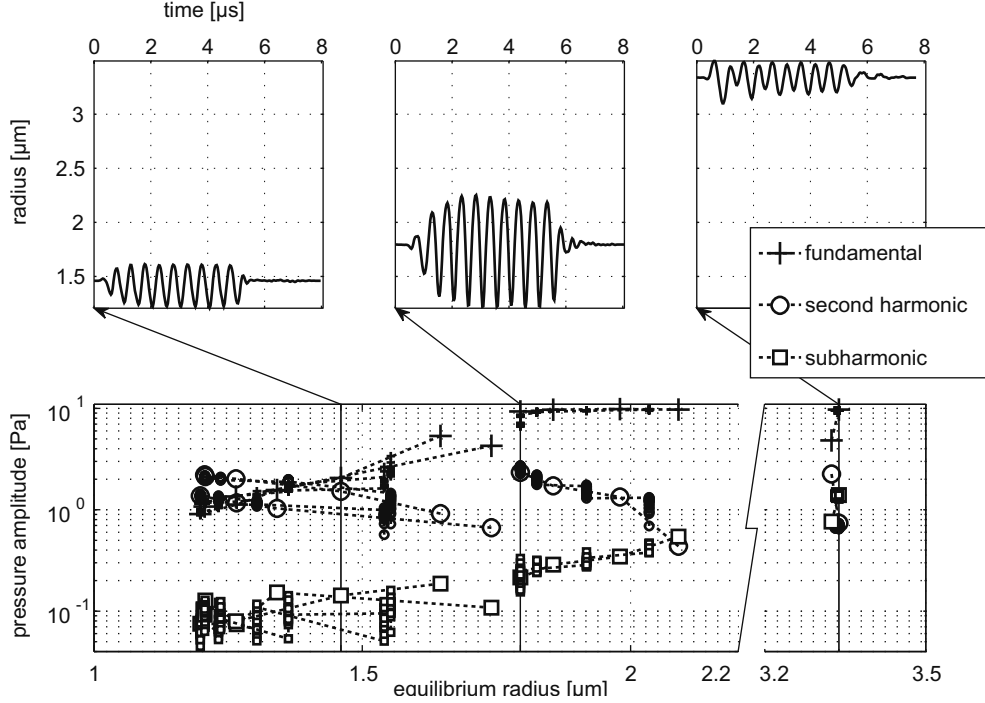 time [µs]
0 2 4 6 8 0 2 4 6 8 0 2 4 6 8
radius [µm]
3
2.5
2
1.5
fundamental
second harmonic
subharmonic
pressure amplitude [Pa]
10^1
10^0
10^-1
1 1.5 2 2.2 3.2 3.5
equilibrium radius [µm]